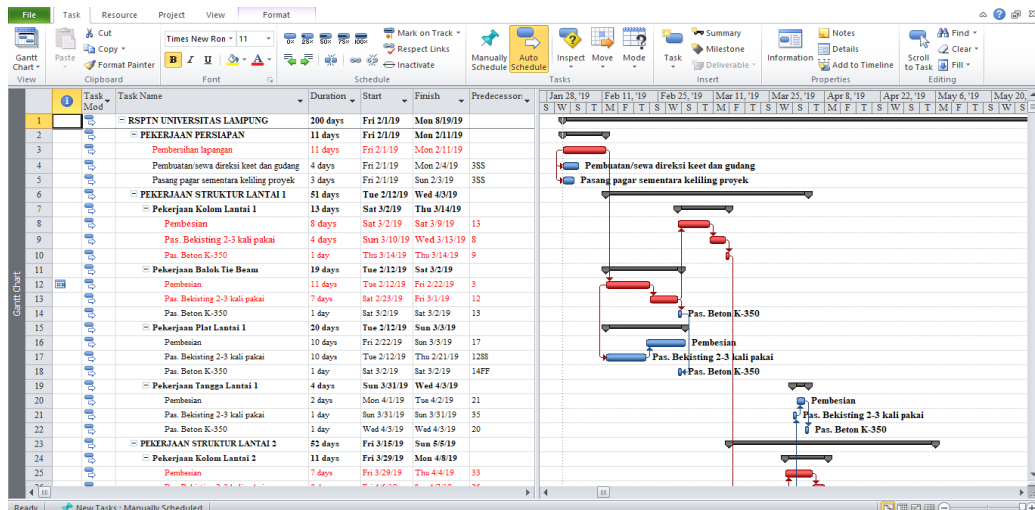 File Task Resource Project View Format
Gantt Chart View
Paste Cut Copy Format Painter Clipboard
Times New Ron 11 B I U A Font
0% 25% 50% 75% 100% Mark on Track Respect Links Inactivate Schedule
Manually Schedule Auto Schedule Inspect Move Mode Tasks
Task Summary Milestone Deliverable Insert
Information Notes Details Add to Timeline Properties
Scroll to Task Find Clear Fill Editing
Task Mod Task Name Duration Start Finish Predecessor:
Jan 28, '19 Feb 11, '19 Feb 25, '19 Mar 11, '19 Mar 25, '19 Apr 8, '19 Apr 22, '19 May 6, '19 May 20,
S W S T M F T S W S T M F T S W S T M F T S W S T M F T S W S
1 RSPTN UNIVERSITAS LAMPUNG 200 days Fri 2/1/19 Mon 8/19/19
2 PEKERJAAN PERSIAPAN 11 days Fri 2/1/19 Mon 2/11/19
3 Pembersihan lapangan 11 days Fri 2/1/19 Mon 2/11/19
4 Pembuatan/sewa direksi keet dan gudang 4 days Fri 2/1/19 Mon 2/4/19 3SS Pembuatan/sewa direksi keet dan gudang
5 Pasang pagar sementara keliling proyek 3 days Fri 2/1/19 Sun 2/3/19 3SS Pasang pagar sementara keliling proyek
6 PEKERJAAN STRUKTUR LANTAI 1 51 days Tue 2/12/19 Wed 4/3/19
7 Pekerjaan Kolom Lantai 1 13 days Sat 3/2/19 Thu 3/14/19
8 Pembesian 8 days Sat 3/2/19 Sat 3/9/19 13
9 Pas. Bekisting 2-3 kali pakai 4 days Sun 3/10/19 Wed 3/13/19 8
10 Pas. Beton K-350 1 day Thu 3/14/19 Thu 3/14/19 9
11 Pekerjaan Balok Tie Beam 19 days Tue 2/12/19 Sat 3/2/19
12 Pembesian 11 days Tue 2/12/19 Fri 2/22/19 3
13 Pas. Bekisting 2-3 kali pakai 7 days Sat 2/23/19 Fri 3/1/19 12
14 Pas. Beton K-350 1 day Sat 3/2/19 Sat 3/2/19 13 Pas. Beton K-350
15 Pekerjaan Plat Lantai 1 20 days Tue 2/12/19 Sun 3/3/19
16 Pembesian 10 days Fri 2/22/19 Sun 3/3/19 17 Pembesian
17 Pas. Bekisting 2-3 kali pakai 10 days Tue 2/12/19 Thu 2/21/19 12SS Pas. Bekisting 2-3 kali pakai
18 Pas. Beton K-350 1 day Sat 3/2/19 Sat 3/2/19 14FF Pas. Beton K-350
19 Pekerjaan Tangga Lantai 1 4 days Sun 3/31/19 Wed 4/3/19
20 Pembesian 2 days Mon 4/1/19 Tue 4/2/19 21 Pembesian
21 Pas. Bekisting 2-3 kali pakai 1 day Sun 3/31/19 Sun 3/31/19 35 Pas. Bekisting 2-3 kali pakai
22 Pas. Beton K-350 1 day Wed 4/3/19 Wed 4/3/19 20 Pas. Beton K-350
23 PEKERJAAN STRUKTUR LANTAI 2 52 days Fri 3/15/19 Sun 5/5/19
24 Pekerjaan Kolom Lantai 2 11 days Fri 3/29/19 Mon 4/8/19
25 Pembesian 7 days Fri 3/29/19 Thu 4/4/19 33
Gantt Chart
Ready New Tasks : Manually Scheduled